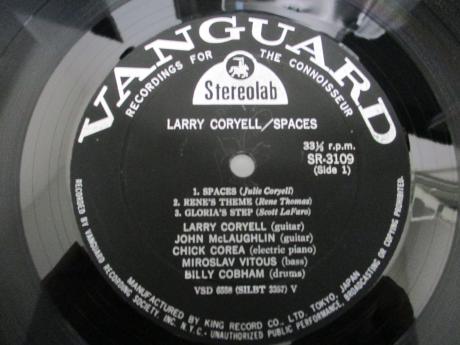 VANGUARD
RECORDINGS FOR THE CONNOISSEUR
Stereolab
LARRY CORYELL/SPACES
33⅓ r.p.m.
SR-3109
(Side 1)
1. SPACES (Julie Coryell)
2. RENE'S THEME (Rene Thomas)
3. GLORIA'S STEP (Scott LaFaro)
LARRY CORYELL (guitar)
JOHN McLAUGHLIN (guitar)
CHICK COREA (electric piano)
MIROSLAV VITOUS (bass)
BILLY COBHAM (drums)
VSD 6558 (SILBT 3357) V
RECORDED BY VANGUARD RECORDING SOCIETY, INC. N.Y.C. -UNAUTHORIZED PUBLIC PERFORMANCE, BROADCASTING OR COPYING PROHIBITED-
MANUFACTURED BY KING RECORD CO. LTD. TOKYO, JAPAN